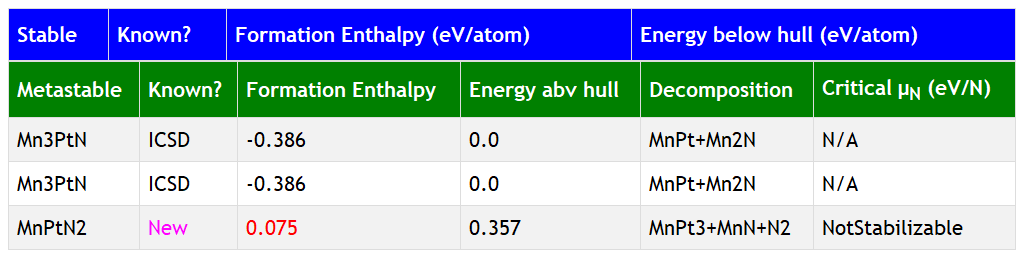 Stable Known? Formation Enthalpy (eV/atom) Energy below hull (eV/atom)
Metastable Known? Formation Enthalpy Energy abv hull Decomposition Critical μN (eV/N)
Mn3PtN ICSD -0.386 0.0 MnPt+Mn2N N/A
Mn3PtN ICSD -0.386 0.0 MnPt+Mn2N N/A
MnPtN2 New 0.075 0.357 MnPt3+MnN+N2 NotStabilizable